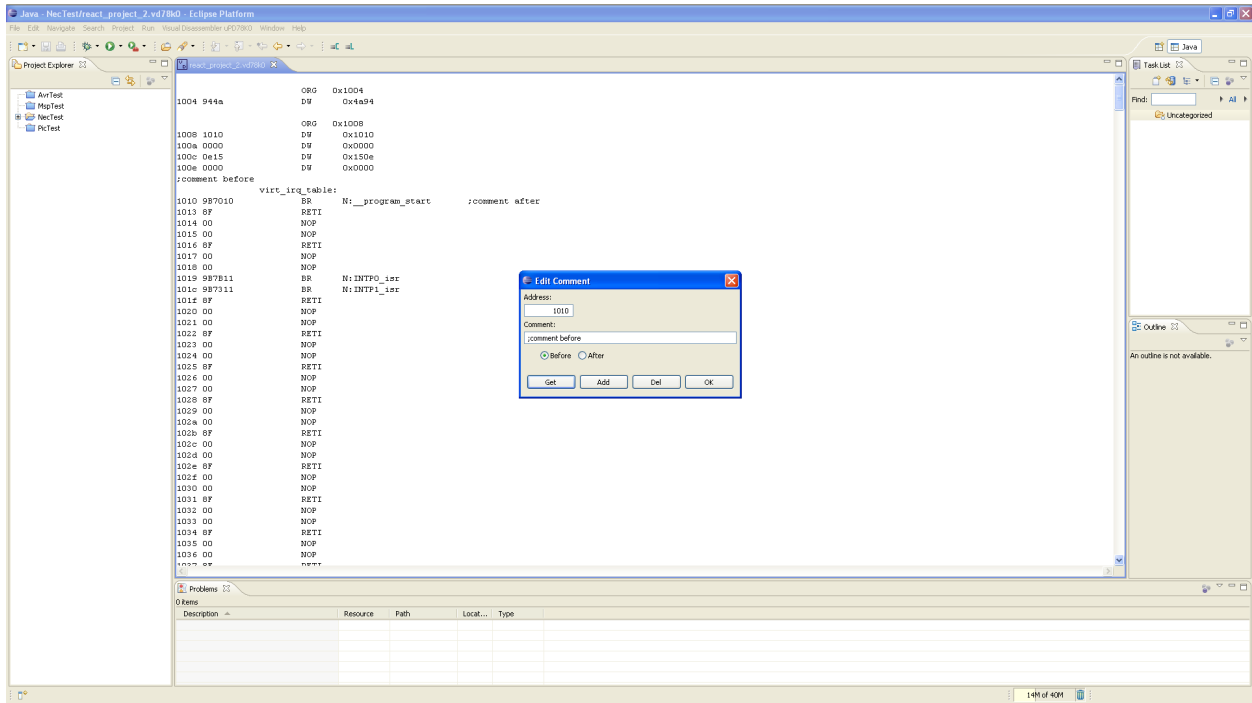 Java - NecTest/react_project_2.vd78k0 - Eclipse Platform
File Edit Navigate Search Project Run Visual Disassembler uPD78K0 Window Help
Java
Project Explorer
AvrTest
MspTest
NecTest
PicTest
react_project_2.vd78k0
ORG 0x1004
1004 944a DW 0x4a94
ORG 0x1008
1008 1010 DW 0x1010
100a 0000 DW 0x0000
100c 0e15 DW 0x150e
100e 0000 DW 0x0000
;comment before
virt_irq_table:
1010 9B7010 BR N:__program_start ;comment after
1013 8F RETI
1014 00 NOP
1015 00 NOP
1016 8F RETI
1017 00 NOP
1018 00 NOP
1019 9B7B11 BR N:INTP0_isr
101c 9B7311 BR N:INTP1_isr
101f 8F RETI
1020 00 NOP
1021 00 NOP
1022 8F RETI
1023 00 NOP
1024 00 NOP
1025 8F RETI
1026 00 NOP
1027 00 NOP
1028 8F RETI
1029 00 NOP
102a 00 NOP
102b 8F RETI
102c 00 NOP
102d 00 NOP
102e 8F RETI
102f 00 NOP
1030 00 NOP
1031 8F RETI
1032 00 NOP
1033 00 NOP
1034 8F RETI
1035 00 NOP
1036 00 NOP
1037 8F RETI
Edit Comment
Address:
1010
Comment:
;comment before
Before After
Get Add Del OK
Task List
Find: All
Uncategorized
Outline
An outline is not available.
Problems
0 items
Description Resource Path Locat... Type
14M of 40M